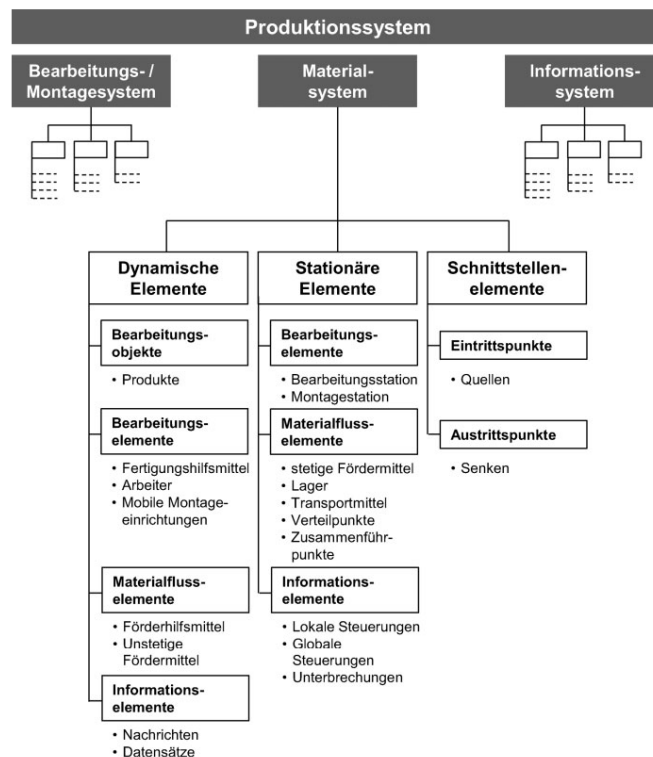 Produktionssystem
Bearbeitungs- /
Montagesystem
Material-
system
Informations-
system
Dynamische
Elemente
Bearbeitungs-
objekte
• Produkte
Bearbeitungs-
elemente
• Fertigungshilfsmittel
• Arbeiter
• Mobile Montage-
einrichtungen
Materialfluss-
elemente
• Förderhilfsmittel
• Unstetige
Fördermittel
Informations-
elemente
• Nachrichten
• Datensätze
Stationäre
Elemente
Bearbeitungs-
elemente
• Bearbeitungsstation
• Montagestation
Materialfluss-
elemente
• stetige Fördermittel
• Lager
• Transportmittel
• Verteilpunkte
• Zusammenführ-
punkte
Informations-
elemente
• Lokale Steuerungen
• Globale
Steuerungen
• Unterbrechungen
Schnittstellen-
elemente
Eintrittspunkte
• Quellen
Austrittspunkte
• Senken